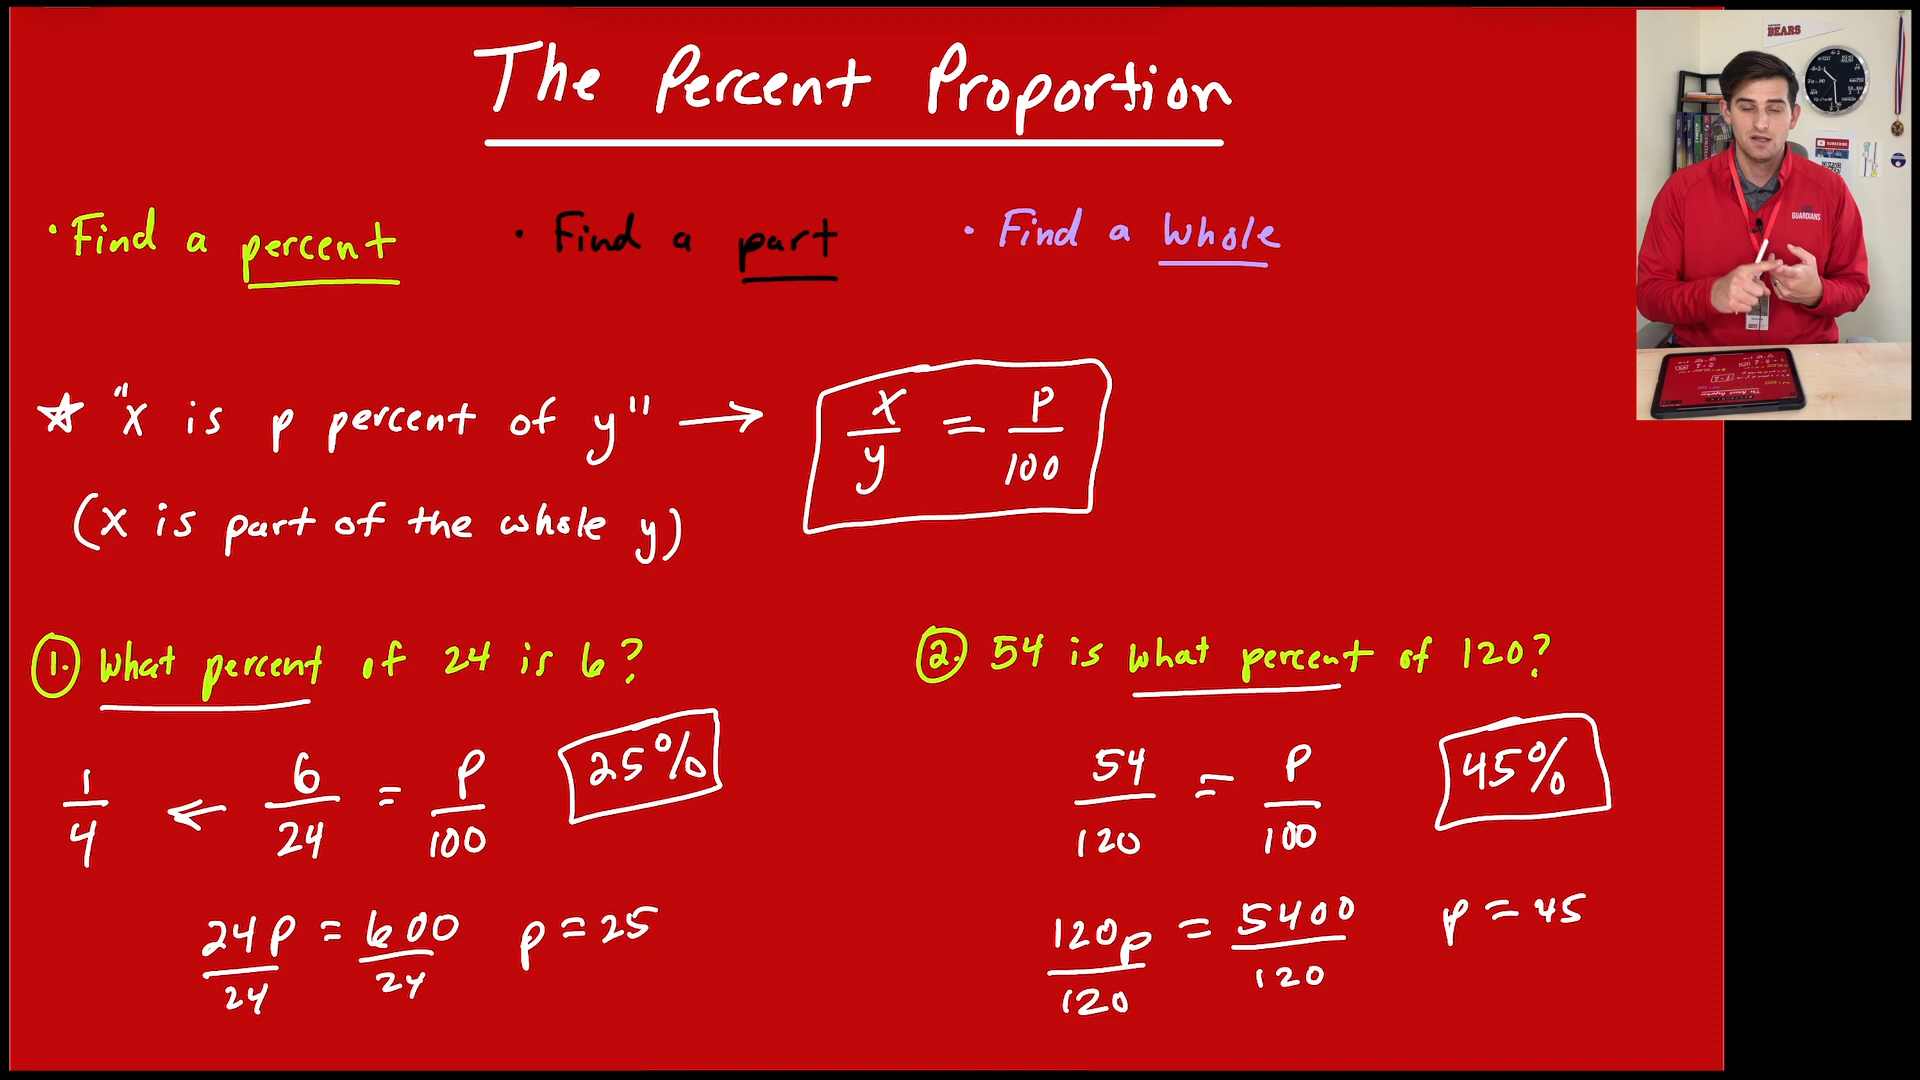 The Percent Proportion
• Find a percent • Find a part • Find a whole
☆ "x is p percent of y" → x/y = p/100
(x is part of the whole y)
1. What percent of 24 is 6?
1/4 ← 6/24 = p/100 25%
24p/24 = 600/24 p = 25
2. 54 is what percent of 120?
54/120 = p/100 45%
120p/120 = 5400/120 p = 45
BEARS
SUBSCRIBE
GUARDIANS